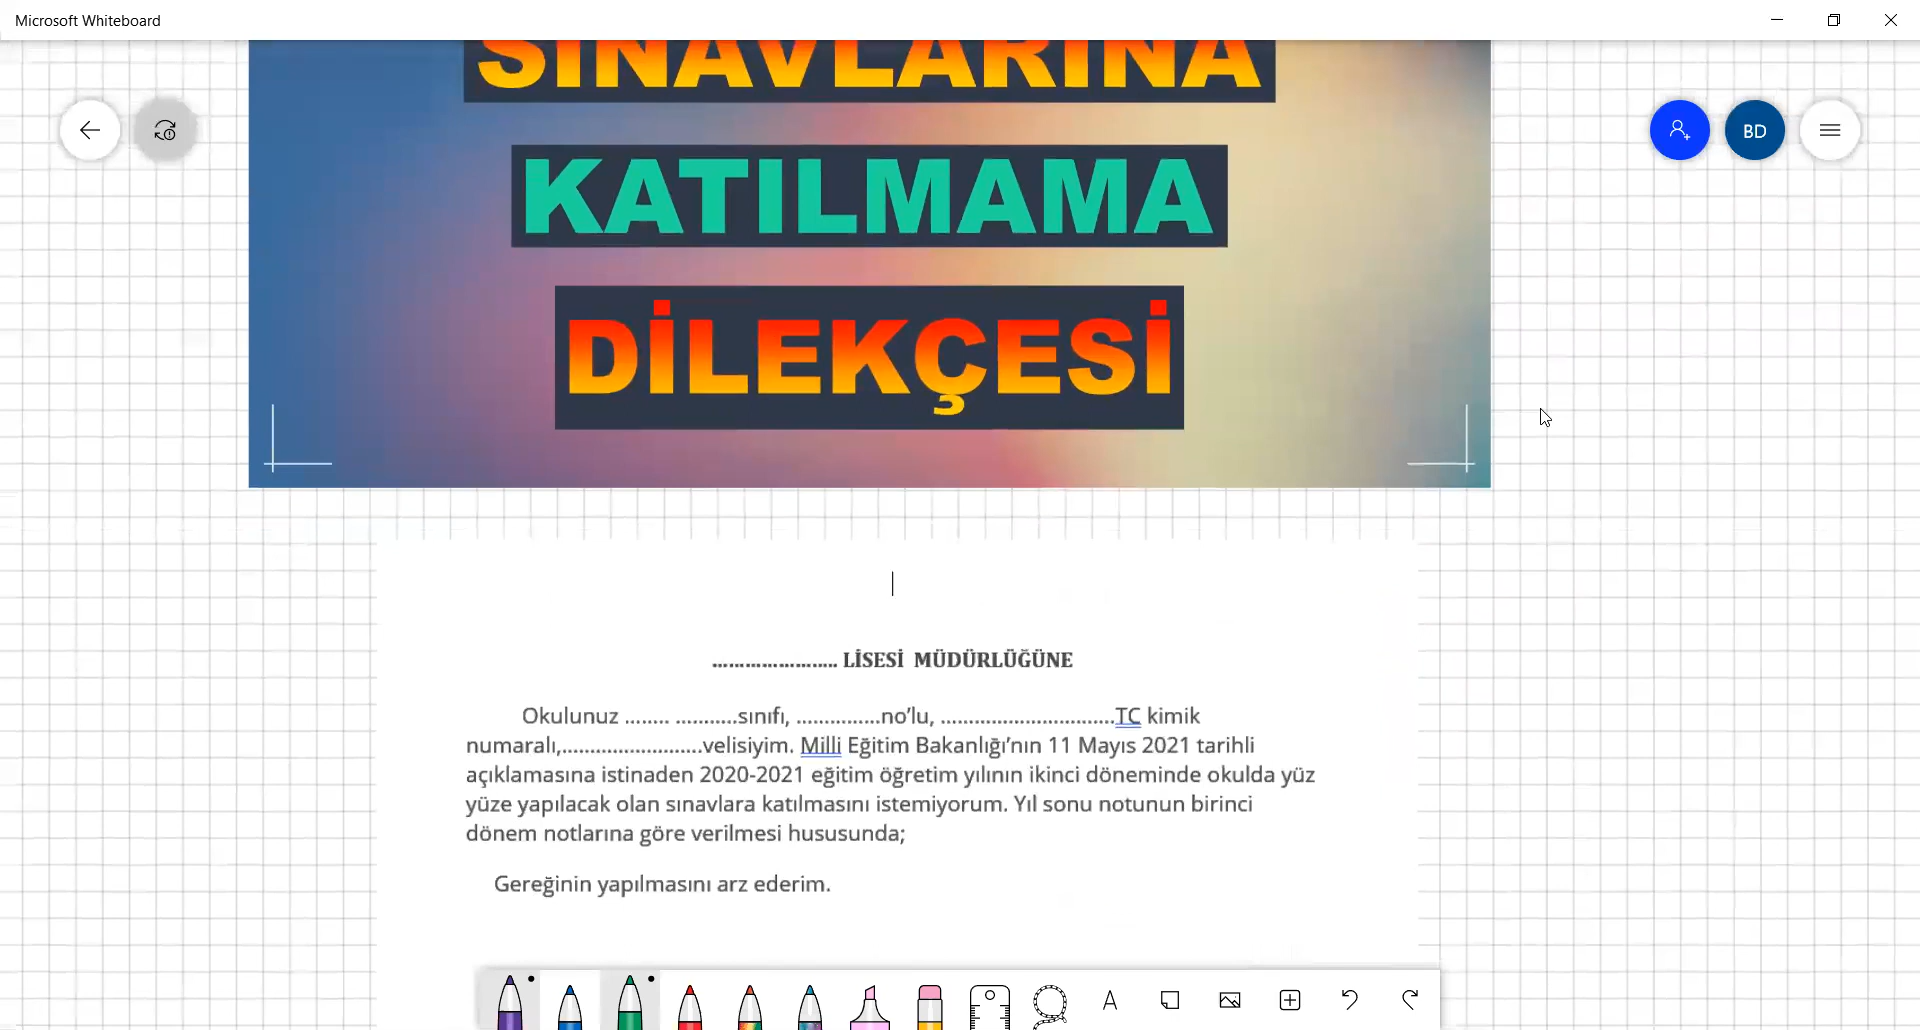 Microsoft Whiteboard
SINAVLARINA
BD
KATILMAMA
DİLEKÇESİ
....................... LİSESİ MÜDÜRLÜĞÜNE
Okulunuz ........ ...........sınıfı, ...............no’lu, ...............................TC kimik
numaralı,.........................velisiyim. Milli Eğitim Bakanlığı’nın 11 Mayıs 2021 tarihli
açıklamasına istinaden 2020-2021 eğitim öğretim yılının ikinci döneminde okulda yüz
yüze yapılacak olan sınavlara katılmasını istemiyorum. Yıl sonu notunun birinci
dönem notlarına göre verilmesi hususunda;
Gereğinin yapılmasını arz ederim.